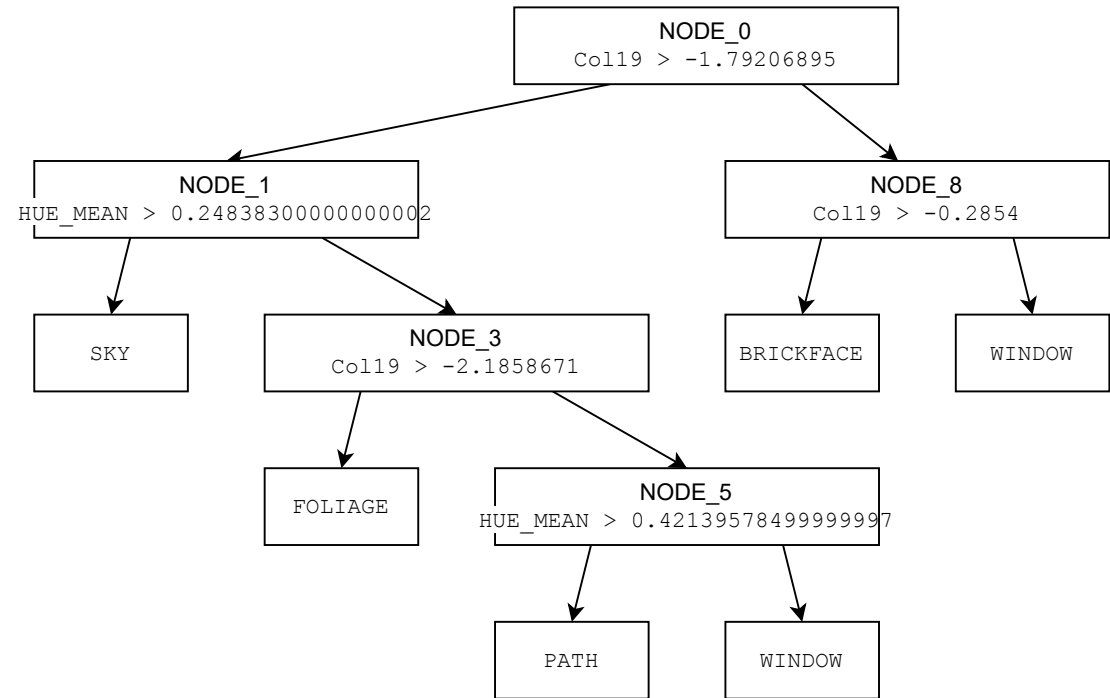 NODE_0
Col19 > -1.79206895
NODE_1
HUE_MEAN > 0.24838300000000002
NODE_8
Col19 > -0.2854
SKY
NODE_3
Col19 > -2.1858671
BRICKFACE
WINDOW
FOLIAGE
NODE_5
HUE_MEAN > 0.42139578499999997
PATH
WINDOW